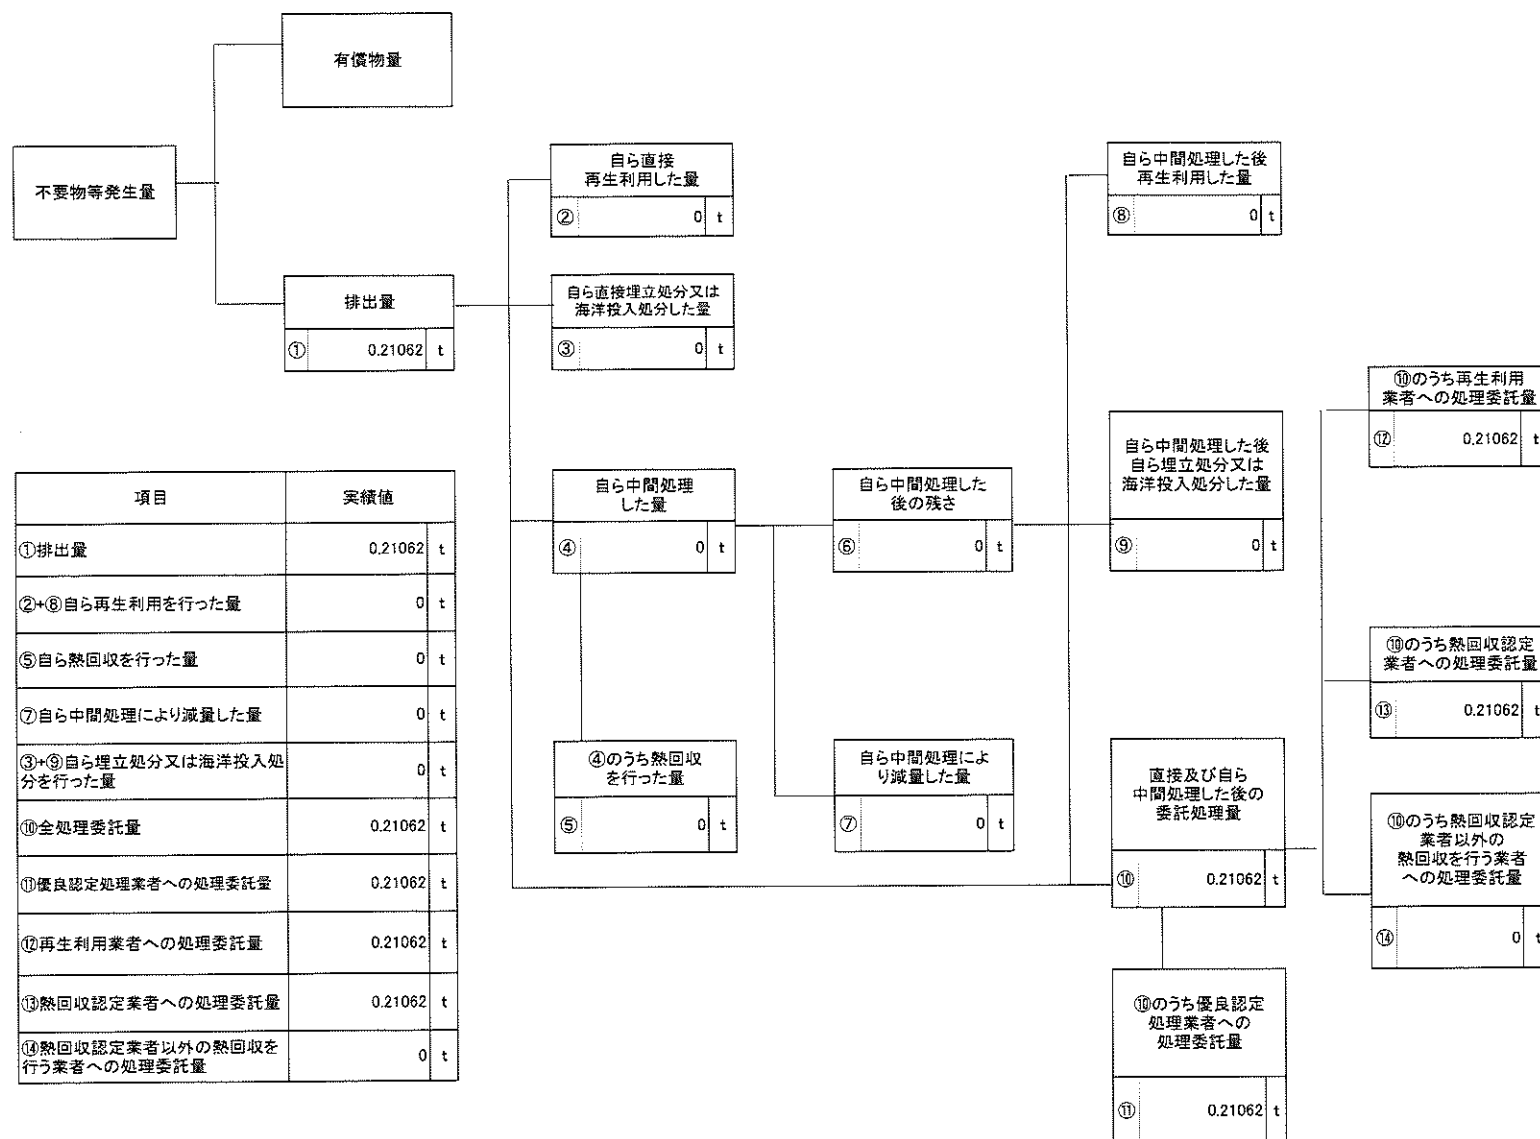 有償物量
不要物等発生量
排出量
① 0.21062 t
自ら直接
再生利用した量
② 0 t
自ら直接埋立処分又は
海洋投入処分した量
③ 0 t
自ら中間処理
した量
④ 0 t
④のうち熱回収
を行った量
⑤ 0 t
自ら中間処理した
後の残さ
⑥ 0 t
自ら中間処理によ
り減量した量
⑦ 0 t
自ら中間処理した後
再生利用した量
⑧ 0 t
自ら中間処理した後
自ら埋立処分又は
海洋投入処分した量
⑨ 0 t
直接及び自ら
中間処理した後の
委託処理量
⑩ 0.21062 t
⑩のうち優良認定
処理業者への
処理委託量
⑪ 0.21062 t
⑩のうち再生利用
業者への処理委託量
⑫ 0.21062 t
⑩のうち熱回収認定
業者への処理委託量
⑬ 0.21062 t
⑩のうち熱回収認定
業者以外の
熱回収を行う業者
への処理委託量
⑭ 0 t
項目 実績値
①排出量 0.21062 t
②+⑧自ら再生利用を行った量 0 t
⑤自ら熱回収を行った量 0 t
⑦自ら中間処理により減量した量 0 t
③+⑨自ら埋立処分又は海洋投入処
分を行った量 0 t
⑩全処理委託量 0.21062 t
⑪優良認定処理業者への処理委託量 0.21062 t
⑫再生利用業者への処理委託量 0.21062 t
⑬熱回収認定業者への処理委託量 0.21062 t
⑭熱回収認定業者以外の熱回収を
行う業者への処理委託量 0 t